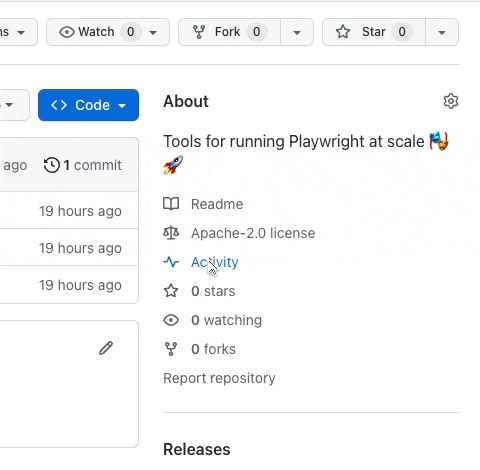 ns Watch 0 Fork 0 Star 0
Code About
Tools for running Playwright at scale 🎭
🚀
ago 1 commit
Readme
19 hours ago
Apache-2.0 license
19 hours ago
Activity
19 hours ago
0 stars
0 watching
0 forks
Report repository
Releases